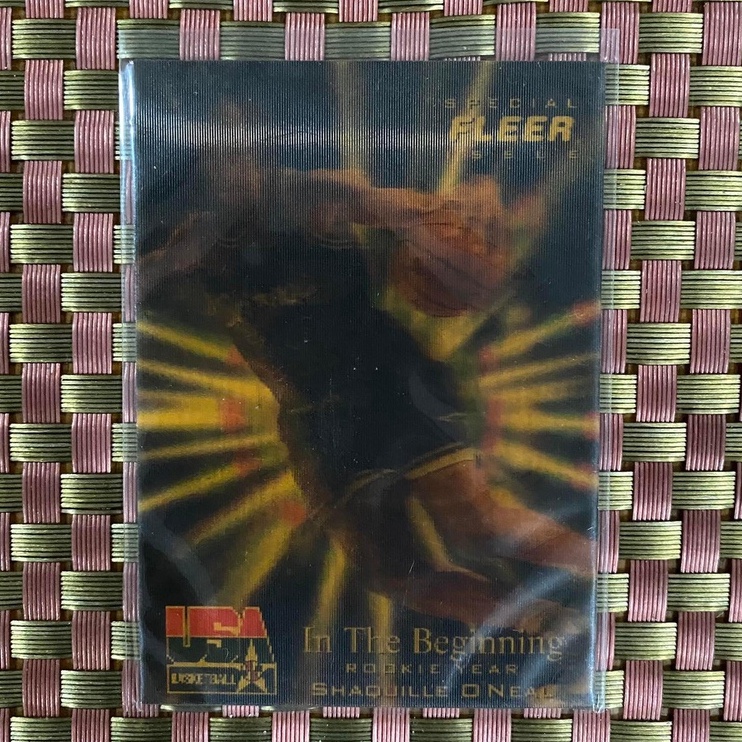 SPECIAL
FLEER
USA
BASKETBALL
In The Beginning
ROOKIE YEAR
SHAQUILLE O'NEAL